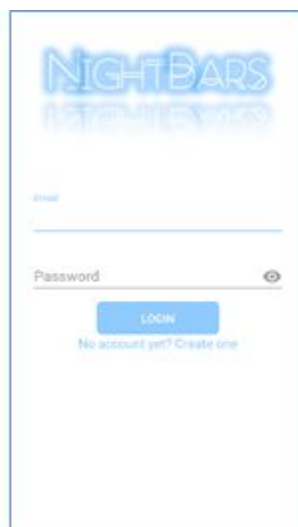 NIGHTBARS
Email
Password
LOGIN
No account yet? Create one